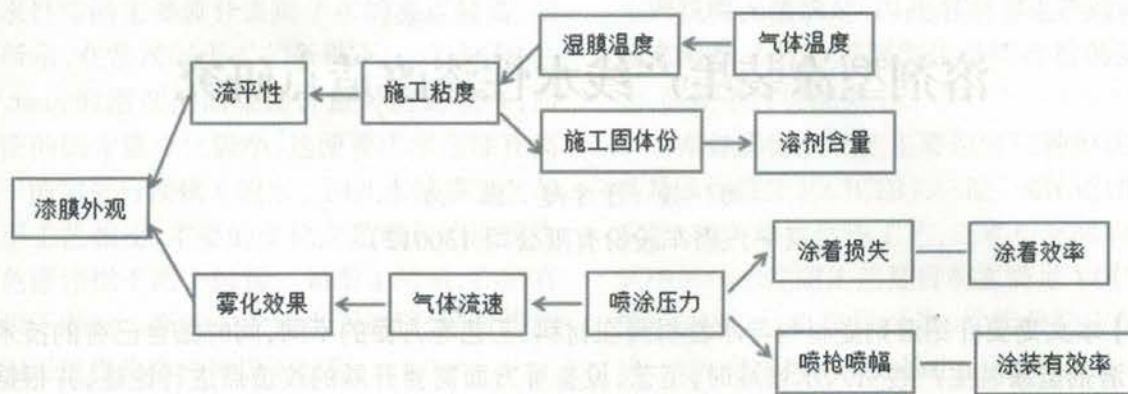 湿膜温度
气体温度
流平性
施工粘度
施工固体份
溶剂含量
漆膜外观
涂着损失
涂着效率
雾化效果
气体流速
喷涂压力
喷枪喷幅
涂装有效率